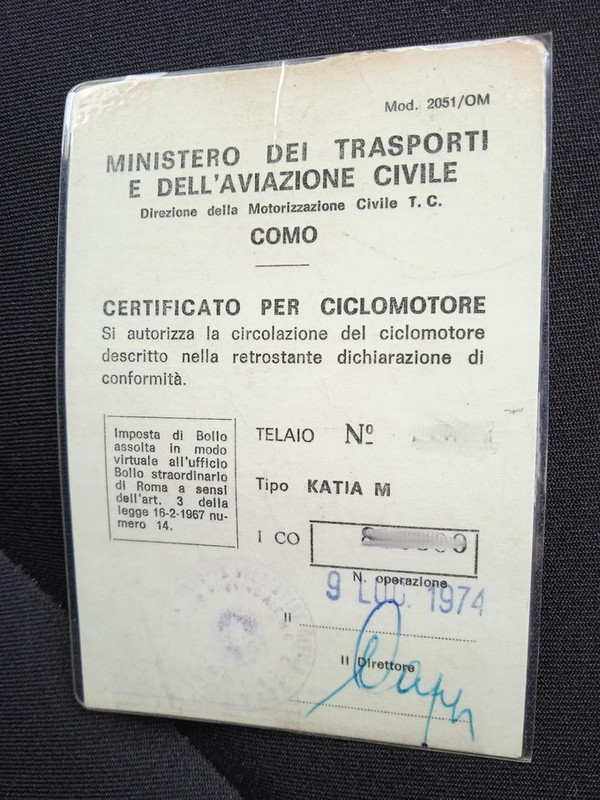 Mod. 2051/OM
MINISTERO DEI TRASPORTI
E DELL'AVIAZIONE CIVILE
Direzione della Motorizzazione Civile T. C.
COMO
CERTIFICATO PER CICLOMOTORE
Si autorizza la circolazione del ciclomotore
descritto nella retrostante dichiarazione di
conformità.
Imposta di Bollo
assolta in modo
virtuale all'ufficio
Bollo straordinario
di Roma a sensi
dell'art. 3 della
legge 16-2-1967 nu-
mero 14.
TELAIO Nº
Tipo KATIA M
I CO
N. operazione
9 LUG. 1974
Il
Il Direttore